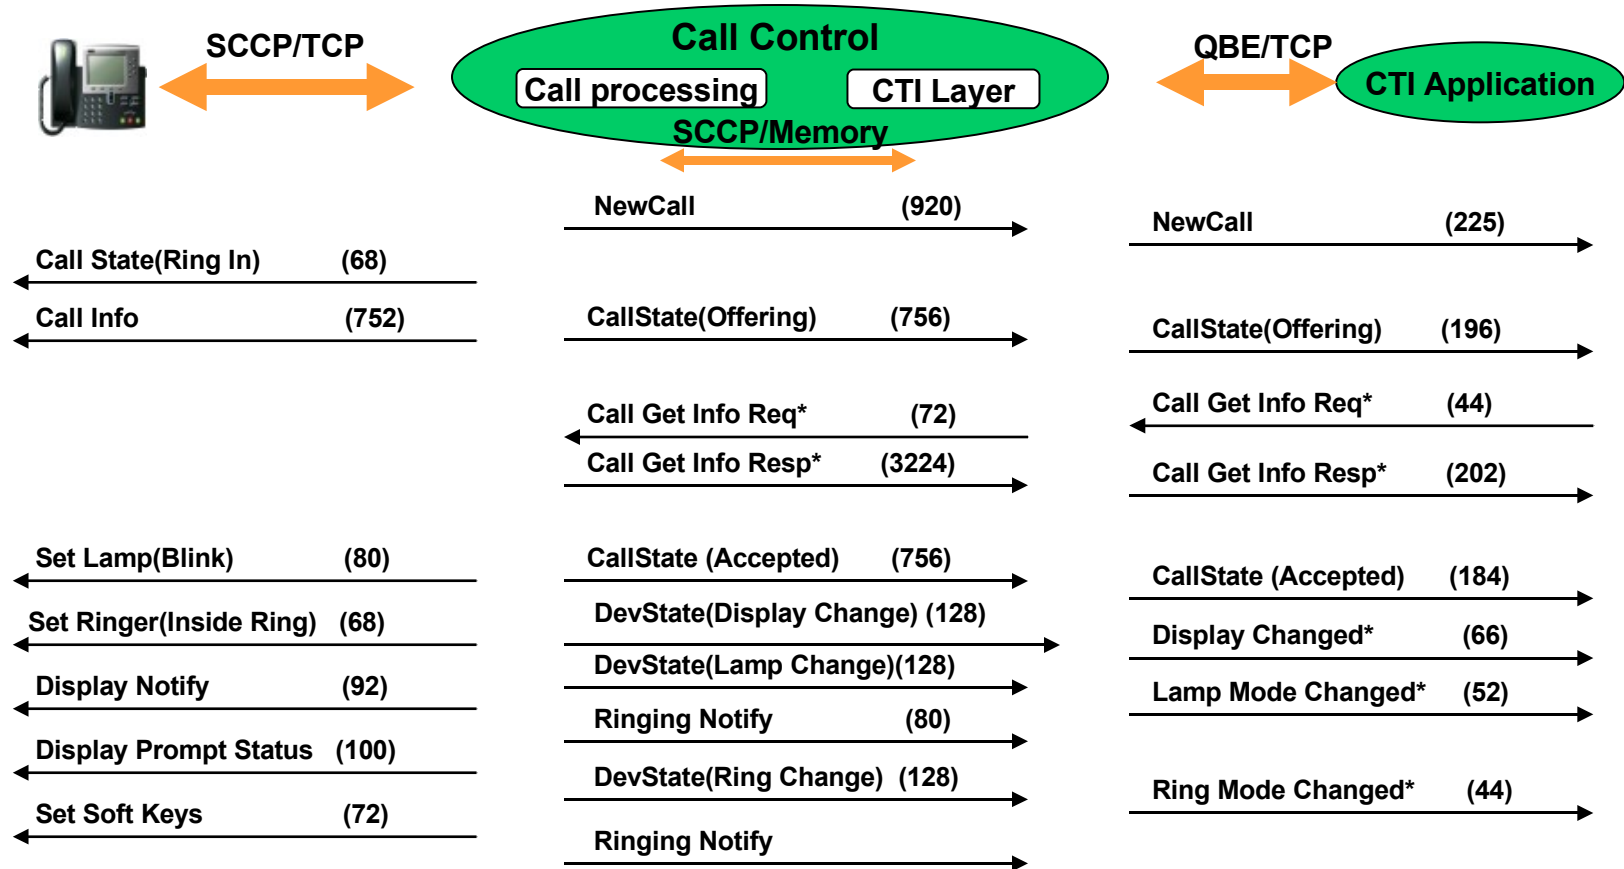 SCCP/TCP
Call Control
QBE/TCP
Call processing
CTI Layer
CTI Application
SCCP/Memory
NewCall (920)
NewCall (225)
Call State(Ring In) (68)
Call Info (752)
CallState(Offering) (756)
CallState(Offering) (196)
Call Get Info Req* (72)
Call Get Info Req* (44)
Call Get Info Resp* (3224)
Call Get Info Resp* (202)
Set Lamp(Blink) (80)
CallState (Accepted) (756)
CallState (Accepted) (184)
Set Ringer(Inside Ring) (68)
DevState(Display Change) (128)
Display Changed* (66)
DevState(Lamp Change)(128)
Display Notify (92)
Lamp Mode Changed* (52)
Ringing Notify (80)
Display Prompt Status (100)
DevState(Ring Change) (128)
Ring Mode Changed* (44)
Set Soft Keys (72)
Ringing Notify